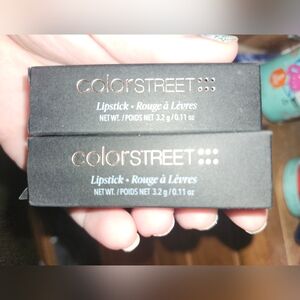 colorSTREET
Lipstick • Rouge à Lèvres
NET WT. / POIDS NET 3.2 g / 0.11 oz
colorSTREET
Lipstick • Rouge à Lèvres
NET WT. / POIDS NET 3.2 g / 0.11 oz